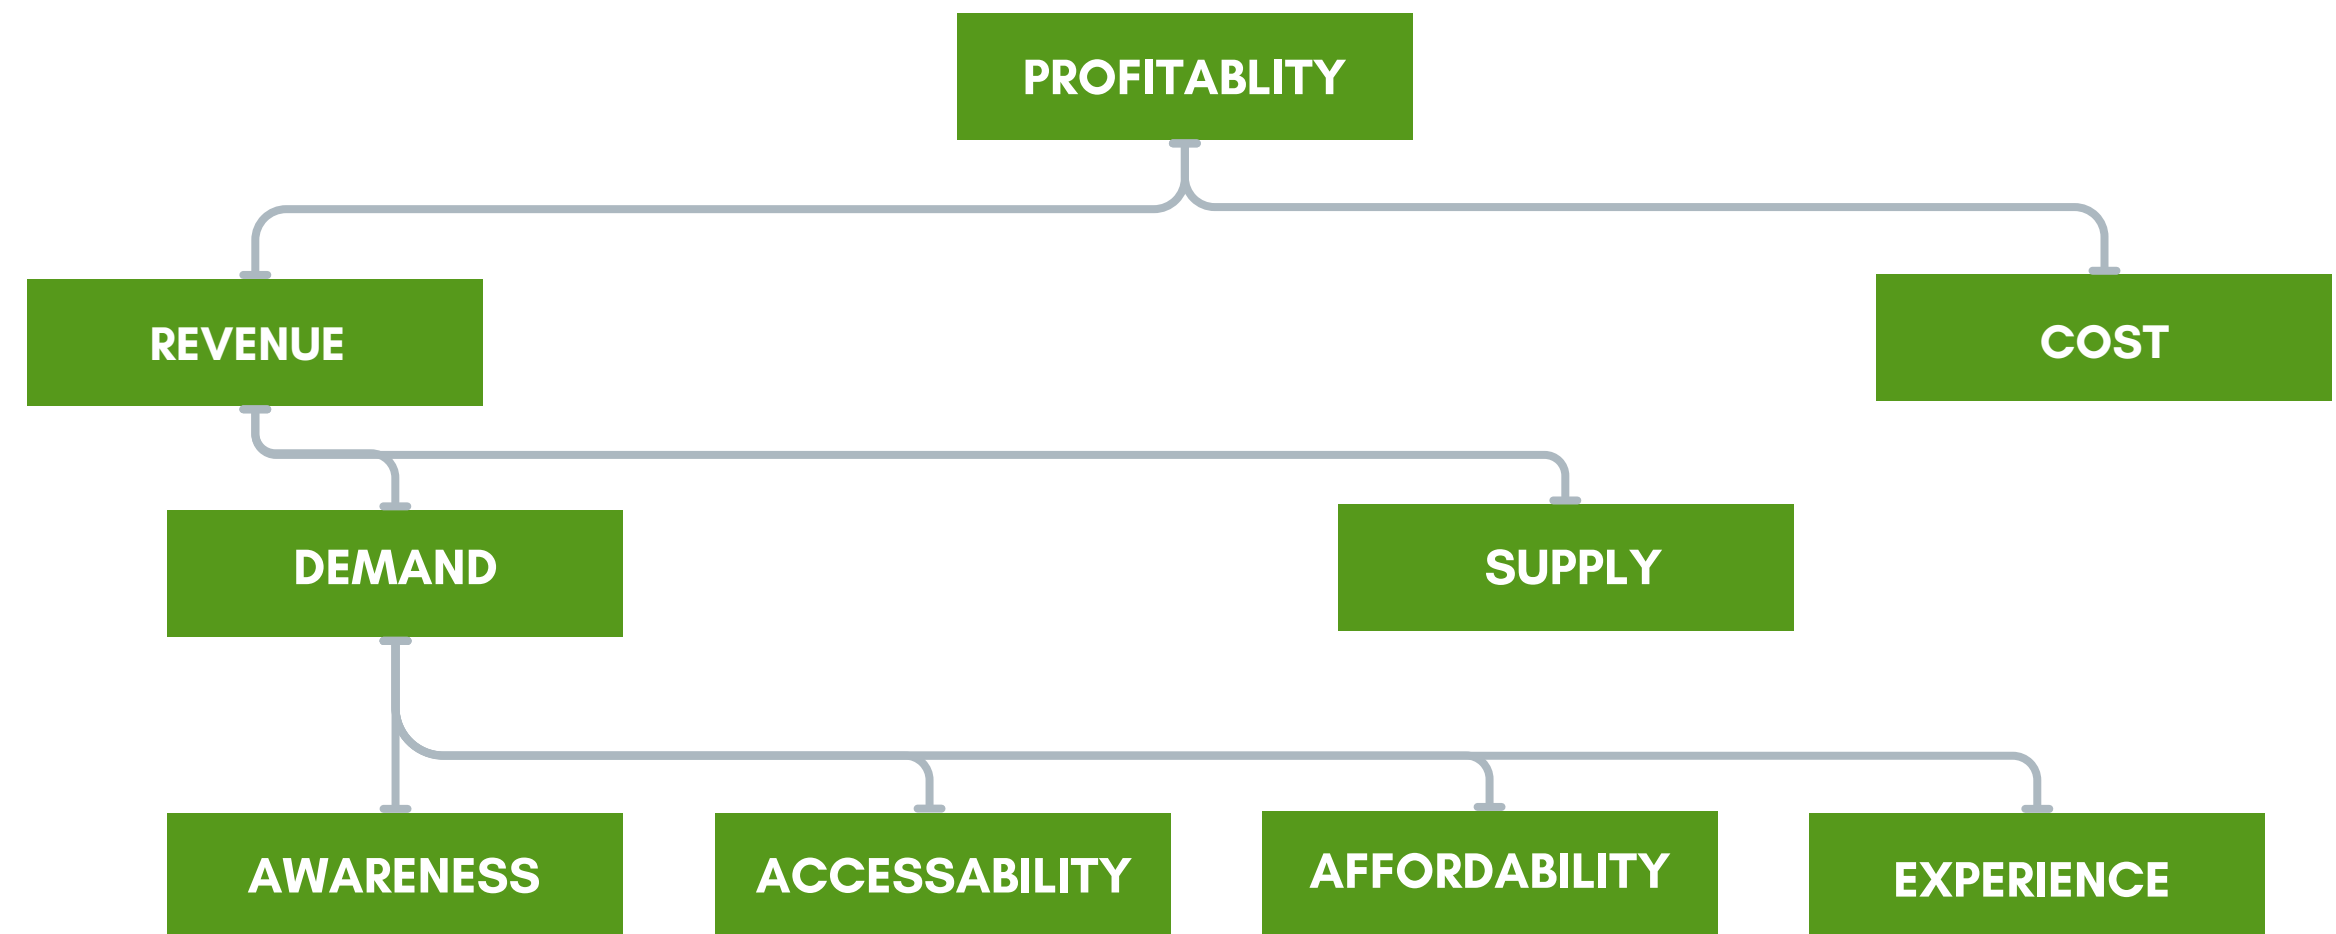 PROFITABLITY
REVENUE
COST
DEMAND
SUPPLY
AWARENESS
ACCESSABILITY
AFFORDABILITY
EXPERIENCE